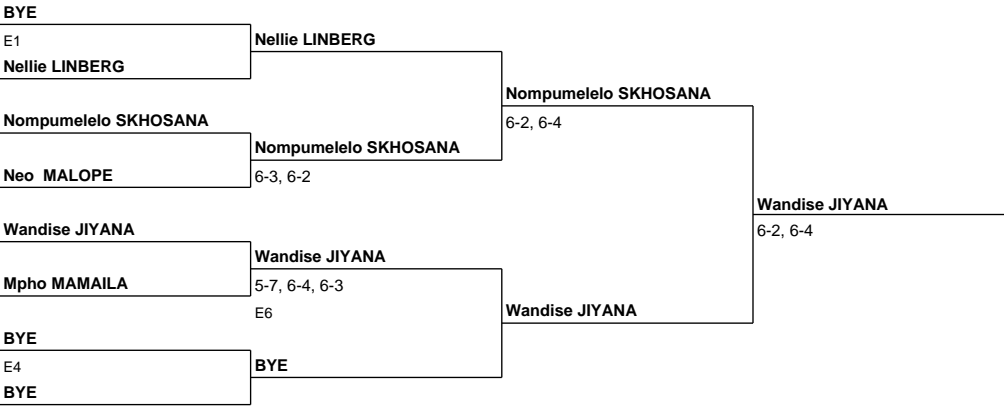 BYE
E1
Nellie LINBERG
Nellie LINBERG
Nompumelelo SKHOSANA
6-2, 6-4
Nompumelelo SKHOSANA
Nompumelelo SKHOSANA
6-3, 6-2
Neo MALOPE
Wandise JIYANA
6-2, 6-4
Wandise JIYANA
Wandise JIYANA
5-7, 6-4, 6-3
E6
Mpho MAMAILA
Wandise JIYANA
BYE
E4
BYE
BYE